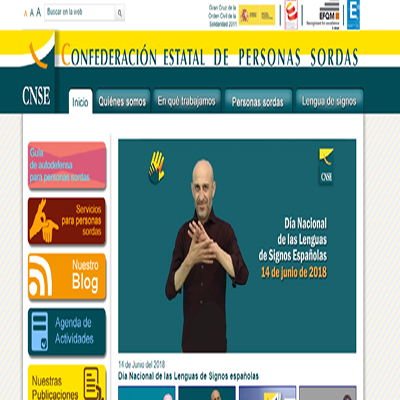 A A A
Buscar en la web
Gran Cruz de la
Orden Civil de la
Solidaridad 2011
EFQM
CONFEDERACIÓN ESTATAL DE PERSONAS SORDAS
CNSE
Inicio
Quiénes somos
En qué trabajamos
Personas sordas
Lengua de signos
Guía
de autodefensa
para personas sordas
Servicios
para personas
sordas
Nuestro
Blog
Agenda de
Actividades
Nuestras
Publicaciones
CNSE
Día Nacional
de las Lenguas
de Signos Españolas
14 de junio de 2018
14 de Junio del 2018
Día Nacional de las Lenguas de Signos españolas